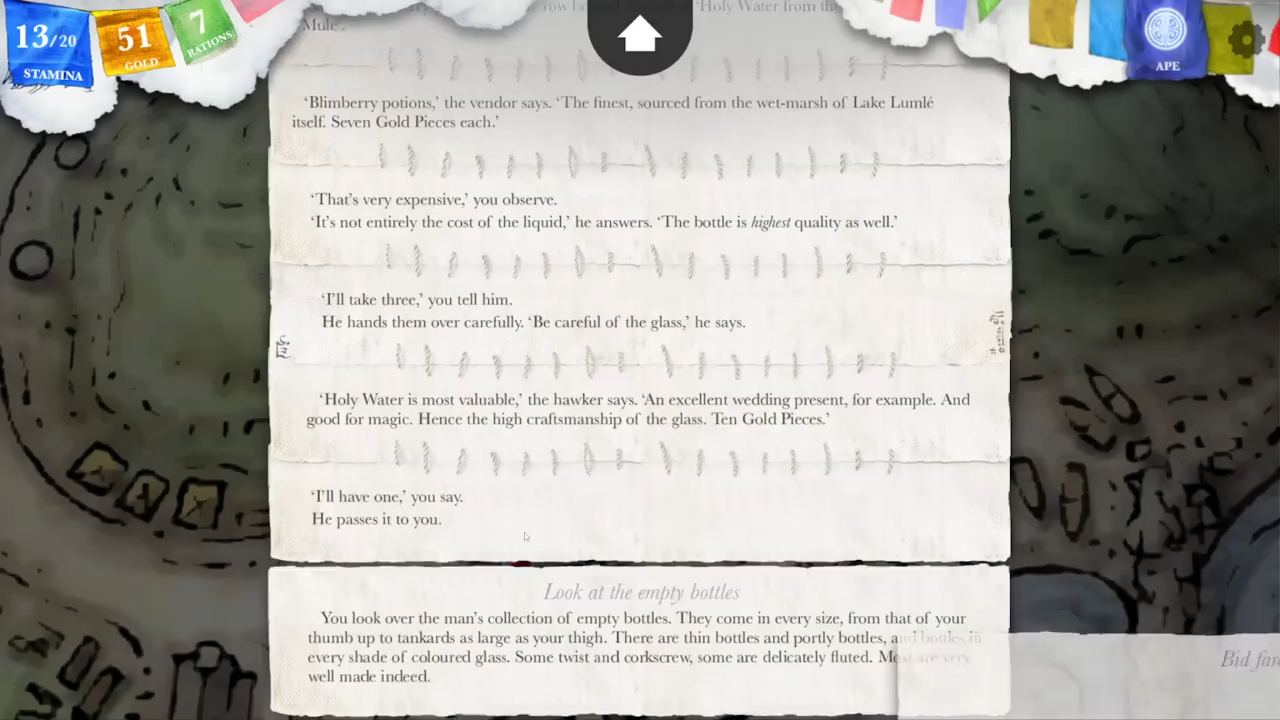 13/20
STAMINA
51
GOLD
7
RATIONS
APE
'Holy Water from the
Mule'.
'Blimberry potions,' the vendor says. 'The finest, sourced from the wet-marsh of Lake Lumlé
itself. Seven Gold Pieces each.'
'That's very expensive,' you observe.
'It's not entirely the cost of the liquid,' he answers. 'The bottle is highest quality as well.'
'I'll take three,' you tell him.
He hands them over carefully. 'Be careful of the glass,' he says.
'Holy Water is most valuable,' the hawker says. 'An excellent wedding present, for example. And
good for magic. Hence the high craftsmanship of the glass. Ten Gold Pieces.'
'I'll have one,' you say.
He passes it to you.
Look at the empty bottles
You look over the man's collection of empty bottles. They come in every size, from that of your
thumb up to tankards as large as your thigh. There are thin bottles and portly bottles, and bottles in
every shade of coloured glass. Some twist and corkscrew, some are delicately fluted. Most are very
well made indeed.
Bid far